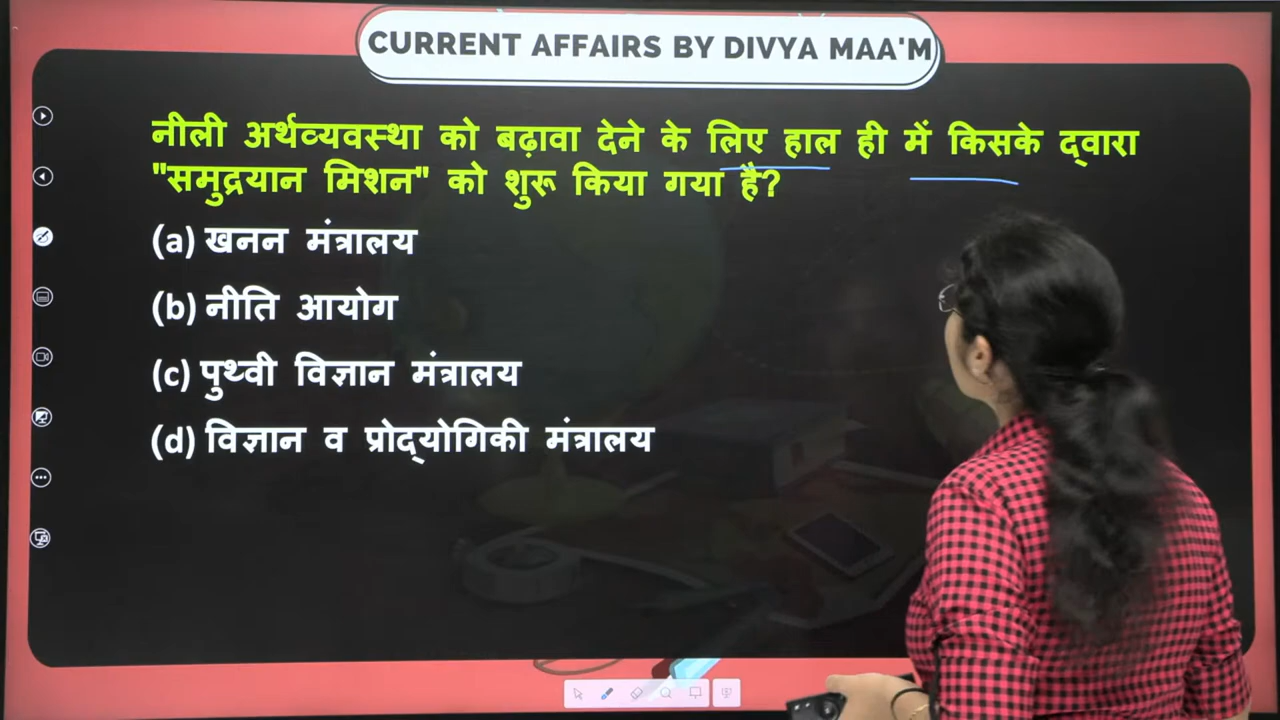 CURRENT AFFAIRS BY DIVYA MAA'M
नीली अर्थव्यवस्था को बढ़ावा देने के लिए हाल ही में किसके द्वारा
"समुद्रयान मिशन" को शुरू किया गया है?
(a) खनन मंत्रालय
(b) नीति आयोग
(c) पुथ्वी विज्ञान मंत्रालय
(d) विज्ञान व प्रोद्योगिकी मंत्रालय